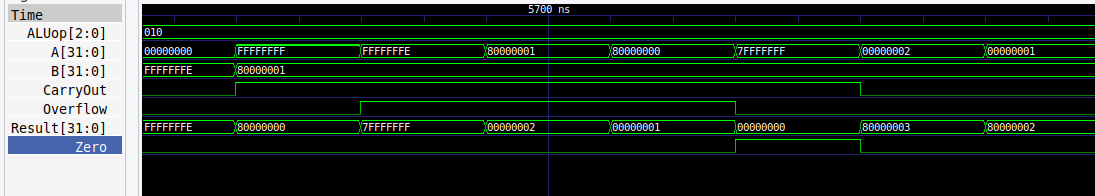 Time 5700 ns
ALUop[2:0] 010
A[31:0] 00000000 FFFFFFFF FFFFFFFE 80000001 80000000 7FFFFFFF 00000002 00000001
B[31:0] FFFFFFFE 80000001
CarryOut
Overflow
Result[31:0] FFFFFFFE 80000000 7FFFFFFF 00000002 00000001 00000000 80000003 80000002
Zero